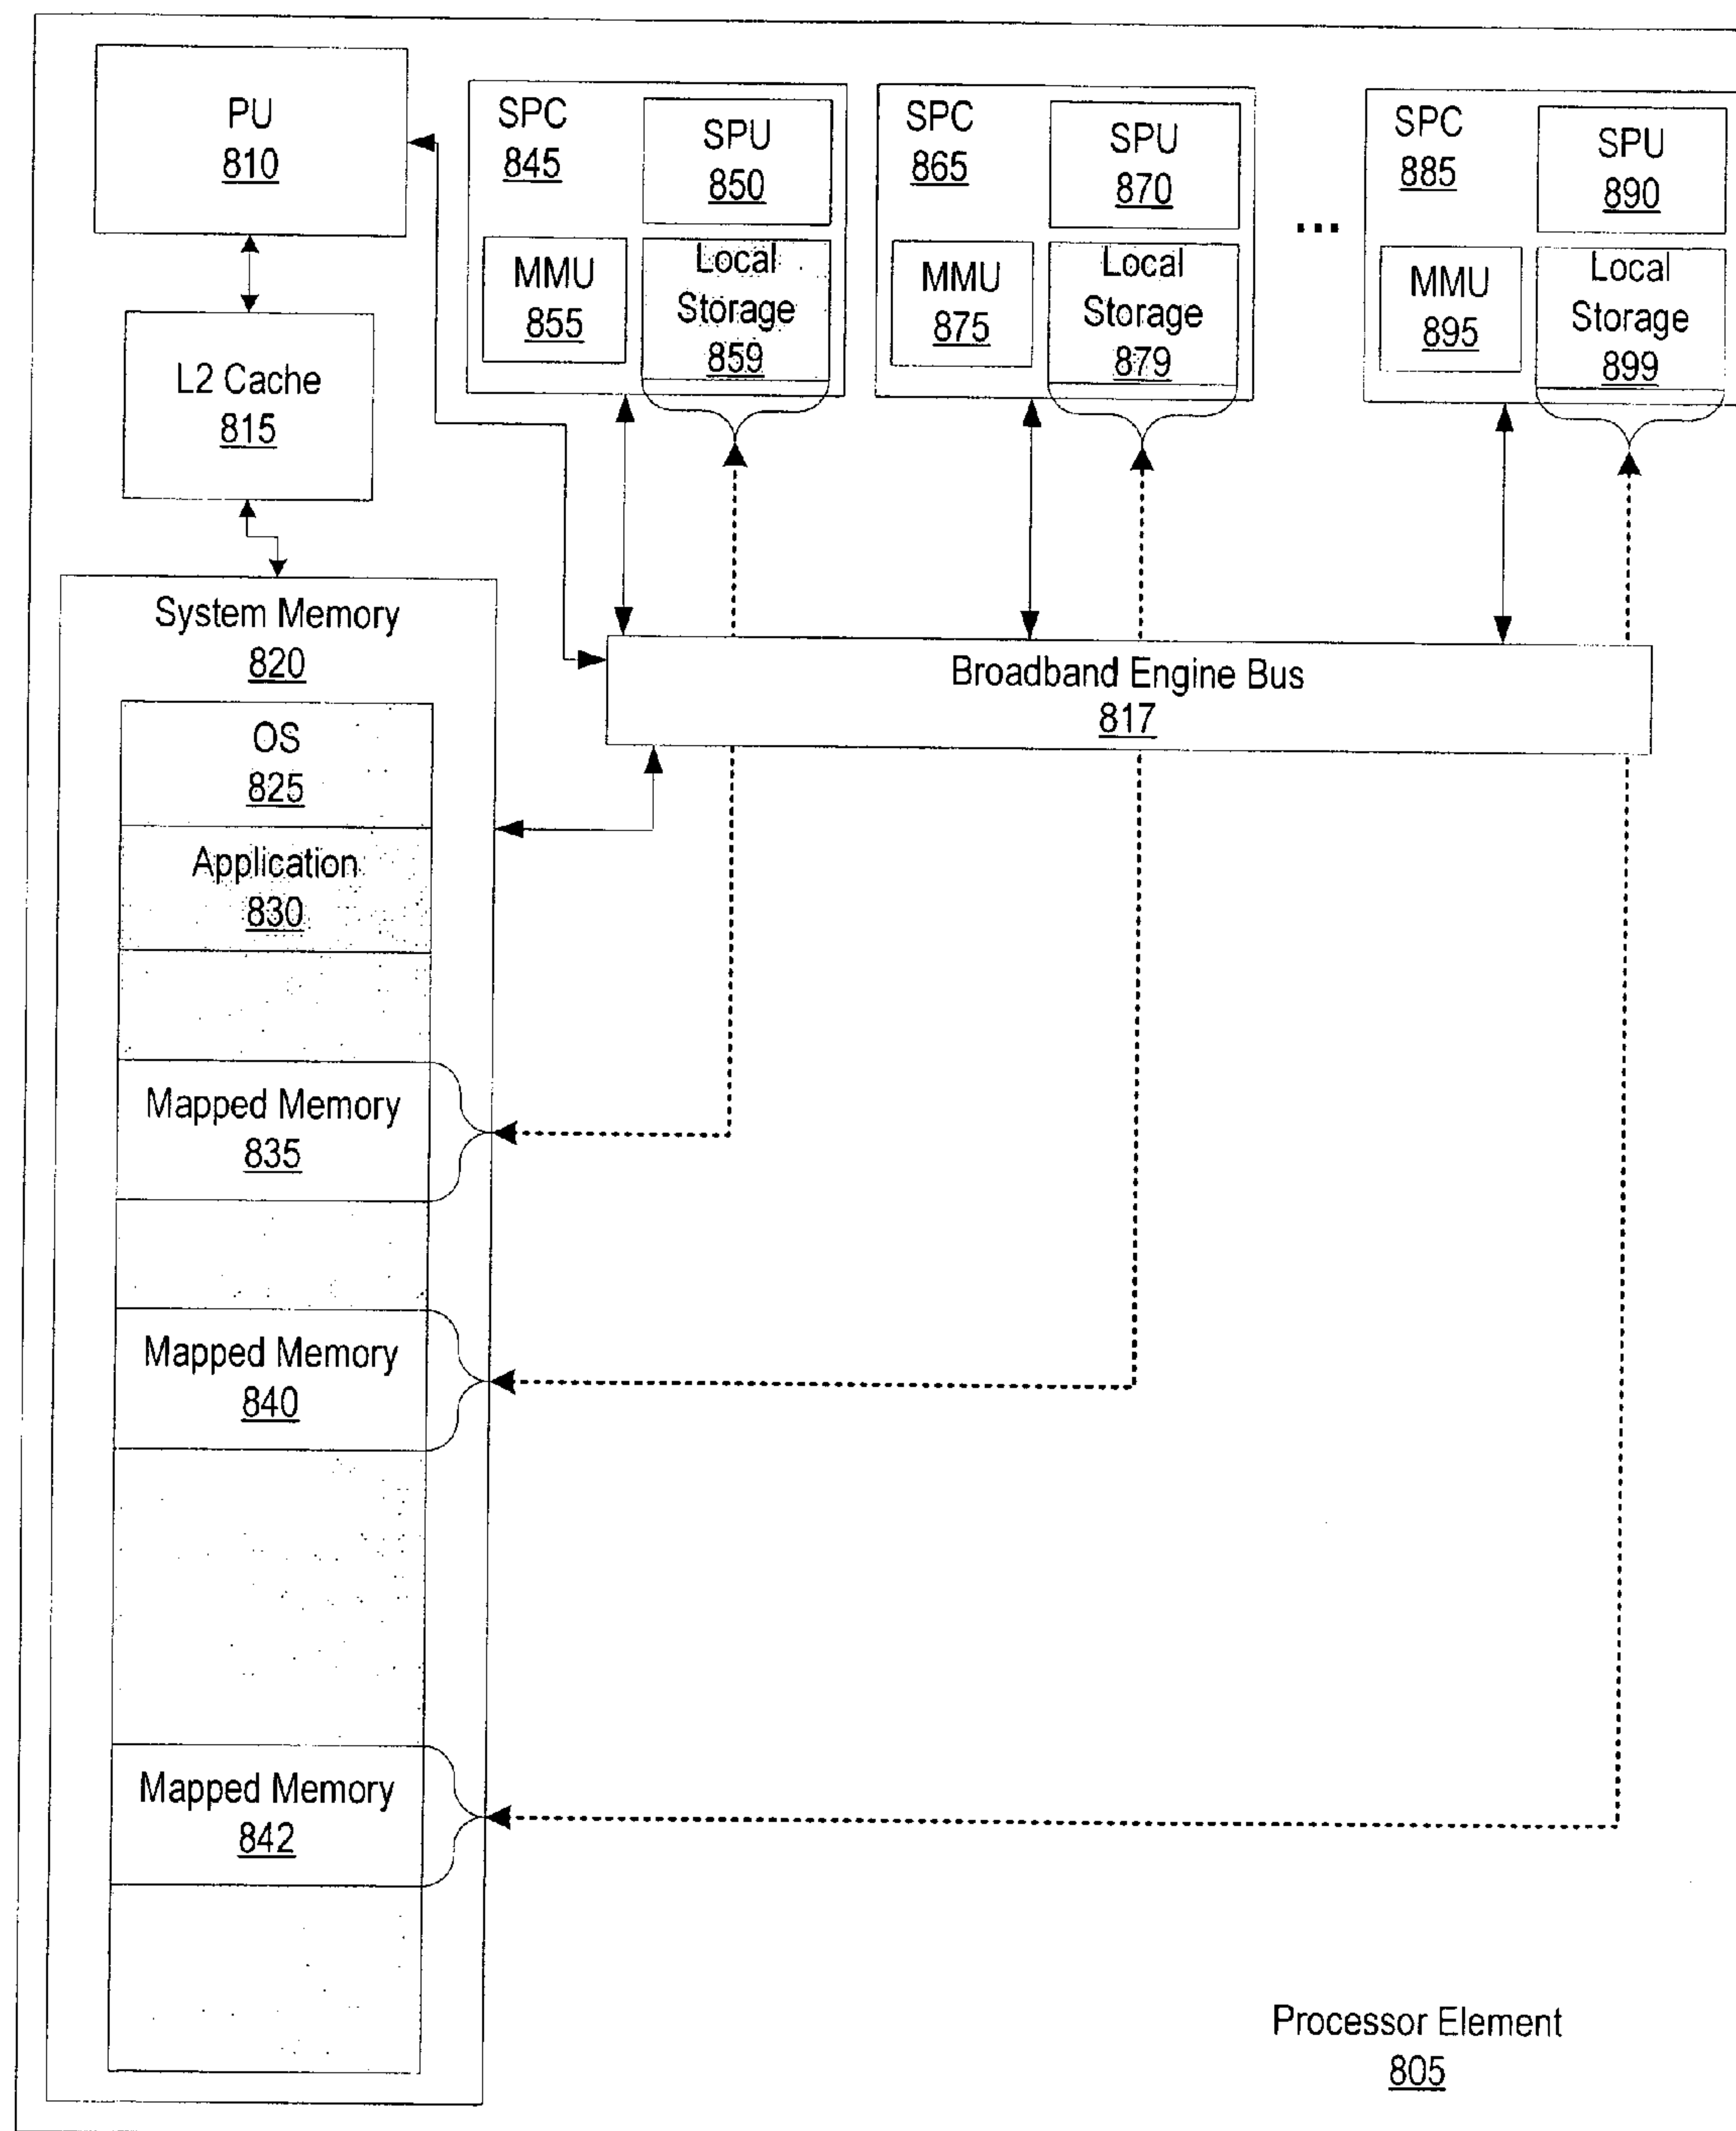 PU
810
L2 Cache
815
SPC
845
SPU
850
MMU
855
Local
Storage
859
SPC
865
SPU
870
MMU
875
Local
Storage
879
...
SPC
885
SPU
890
MMU
895
Local
Storage
899
Broadband Engine Bus
817
System Memory
820
OS
825
Application
830
Mapped Memory
835
Mapped Memory
840
Mapped Memory
842
Processor Element
805